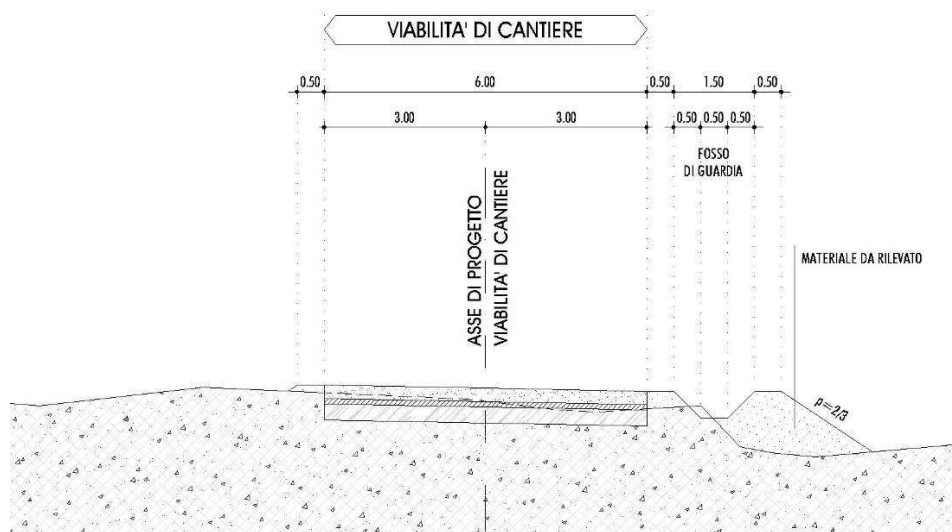 VIABILITA' DI CANTIERE
0.50 6.00 0.50 1.50 0.50
3.00 3.00 0.50 0.50 0.50
FOSSO
DI GUARDIA
ASSE DI PROGETTO
VIABILITA' DI CANTIERE
MATERIALE DA RILEVATO
p=2/3